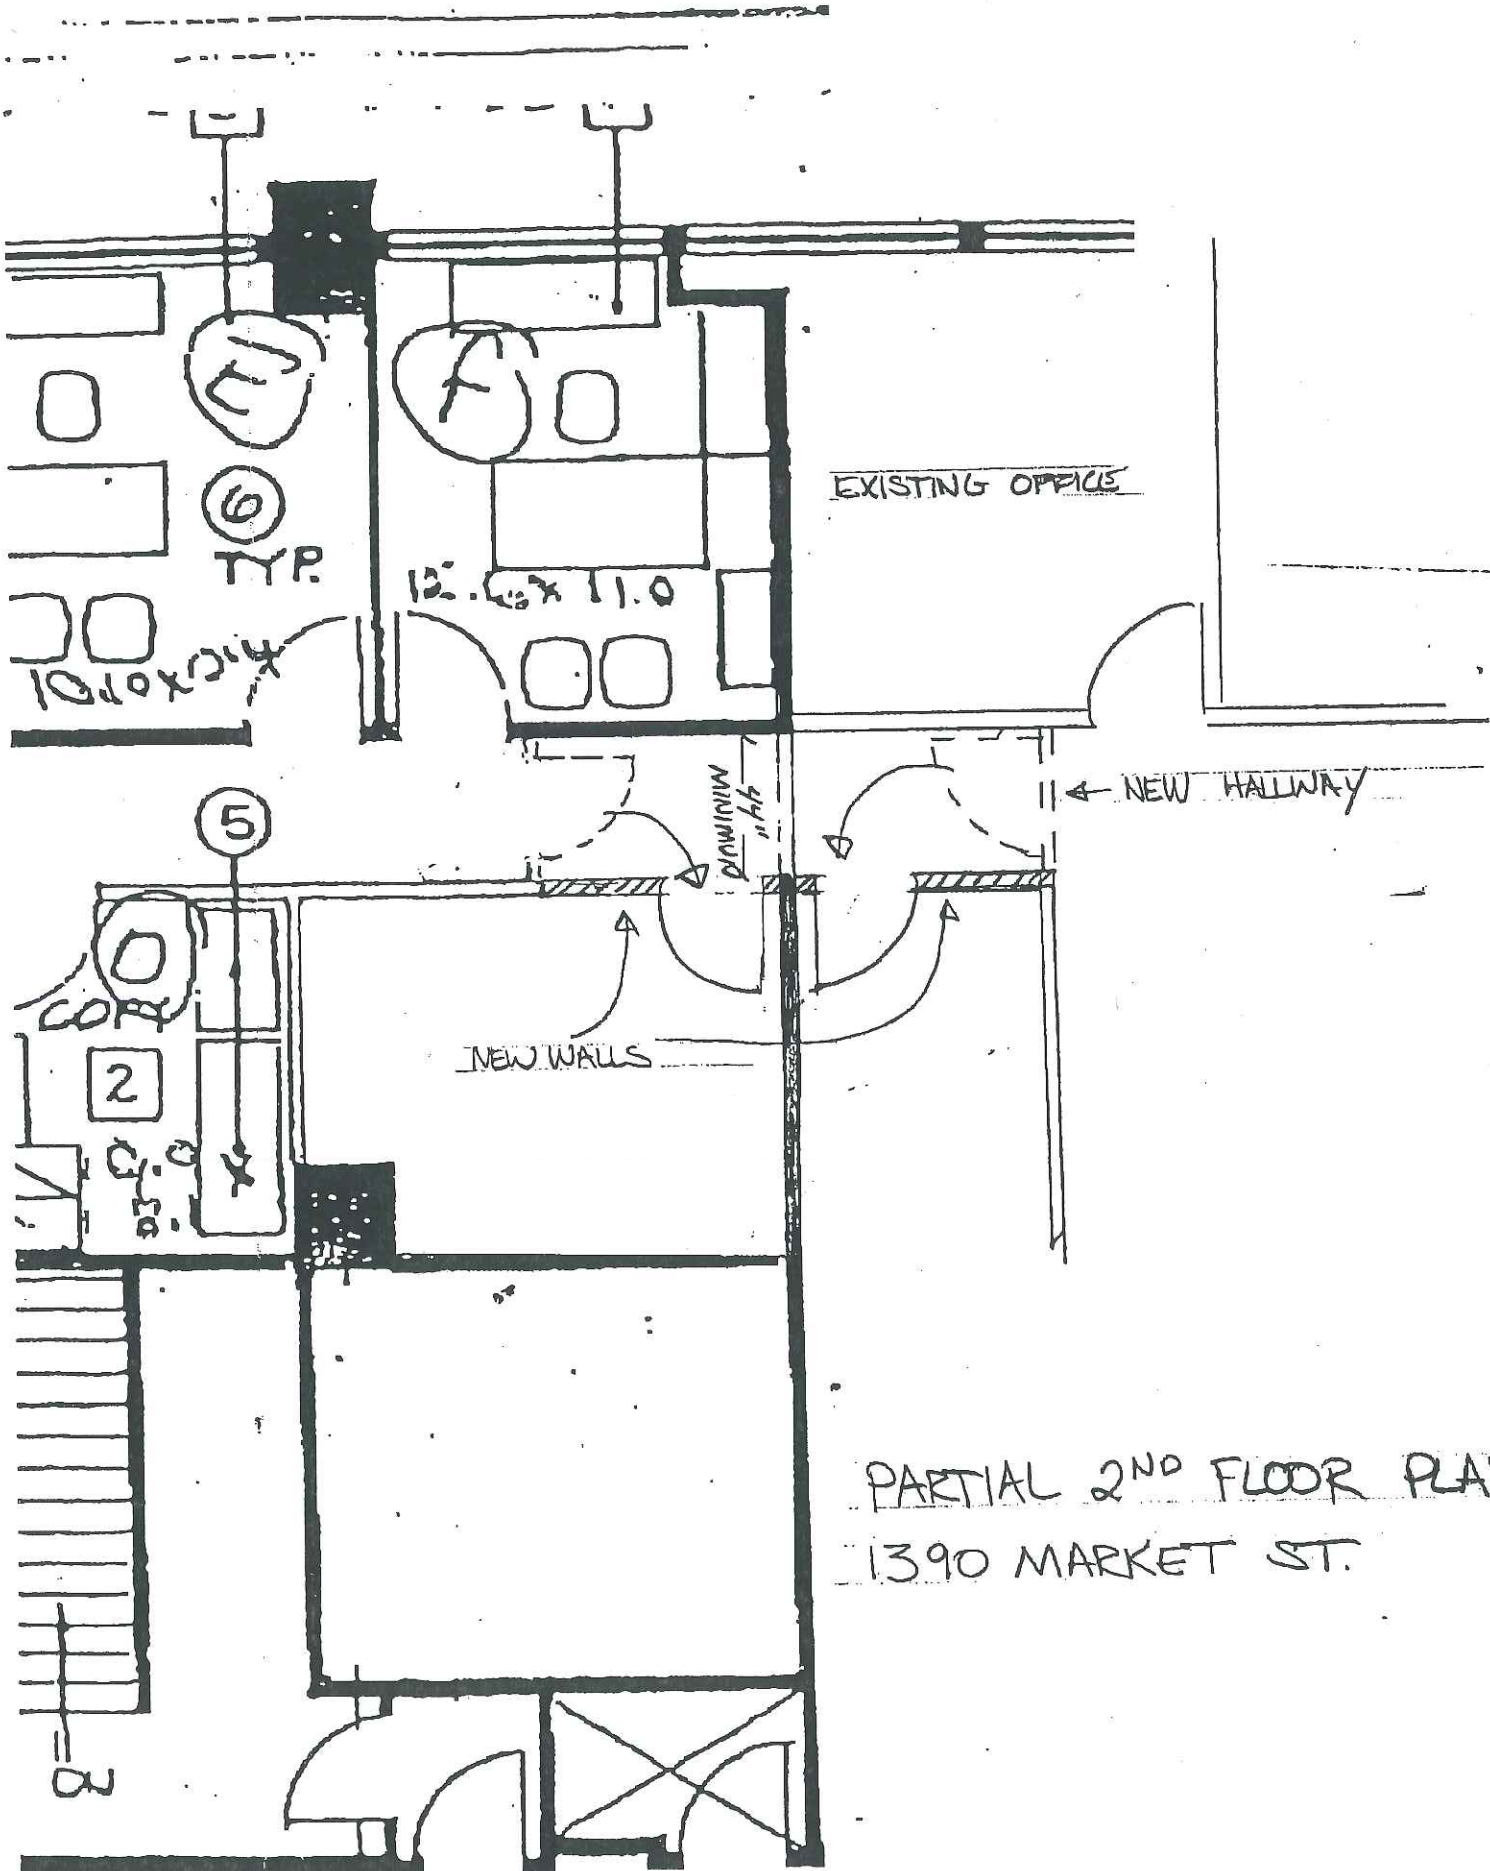 E
F
6
TYP.
EXISTING OFFICE
NEW HALLWAY
44"
MINIMUM
5
D
COPY
2
NEW WALLS
PARTIAL 2ND FLOOR PLA
1390 MARKET ST.